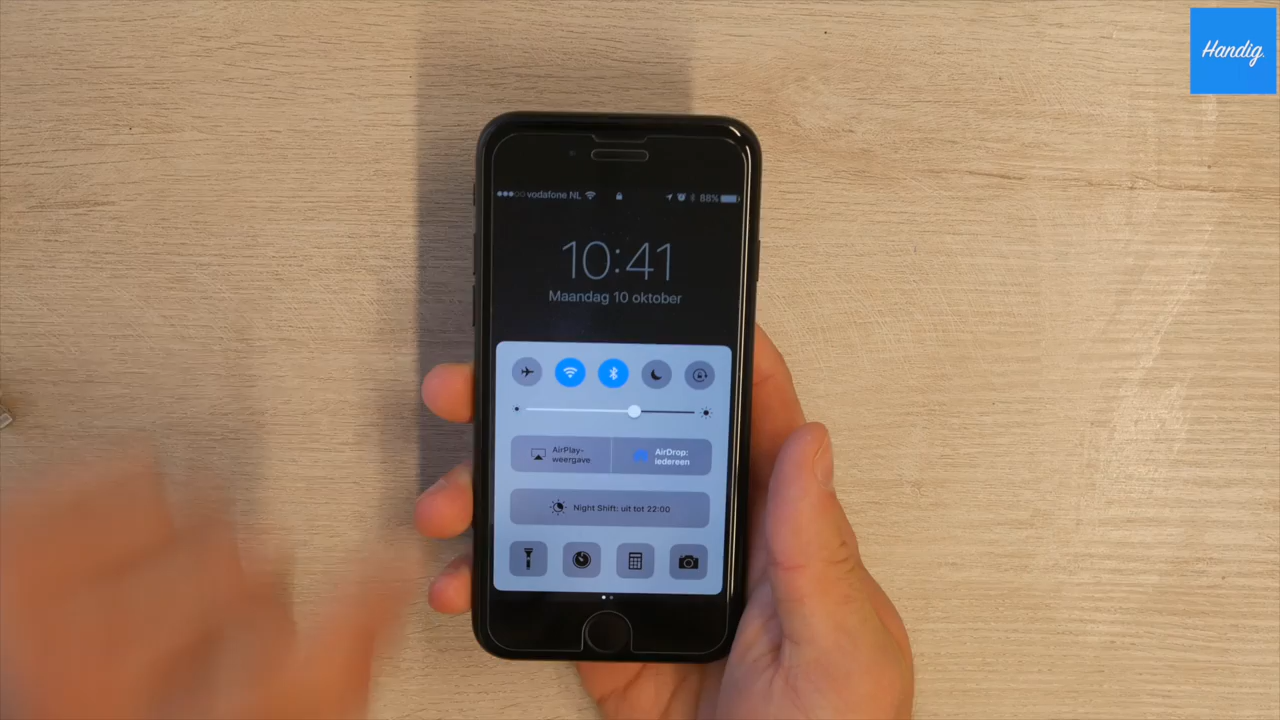 Handig.
vodafone NL
88%
10:41
Maandag 10 oktober
AirPlay-
weergave
AirDrop:
iedereen
Night Shift: uit tot 22:00